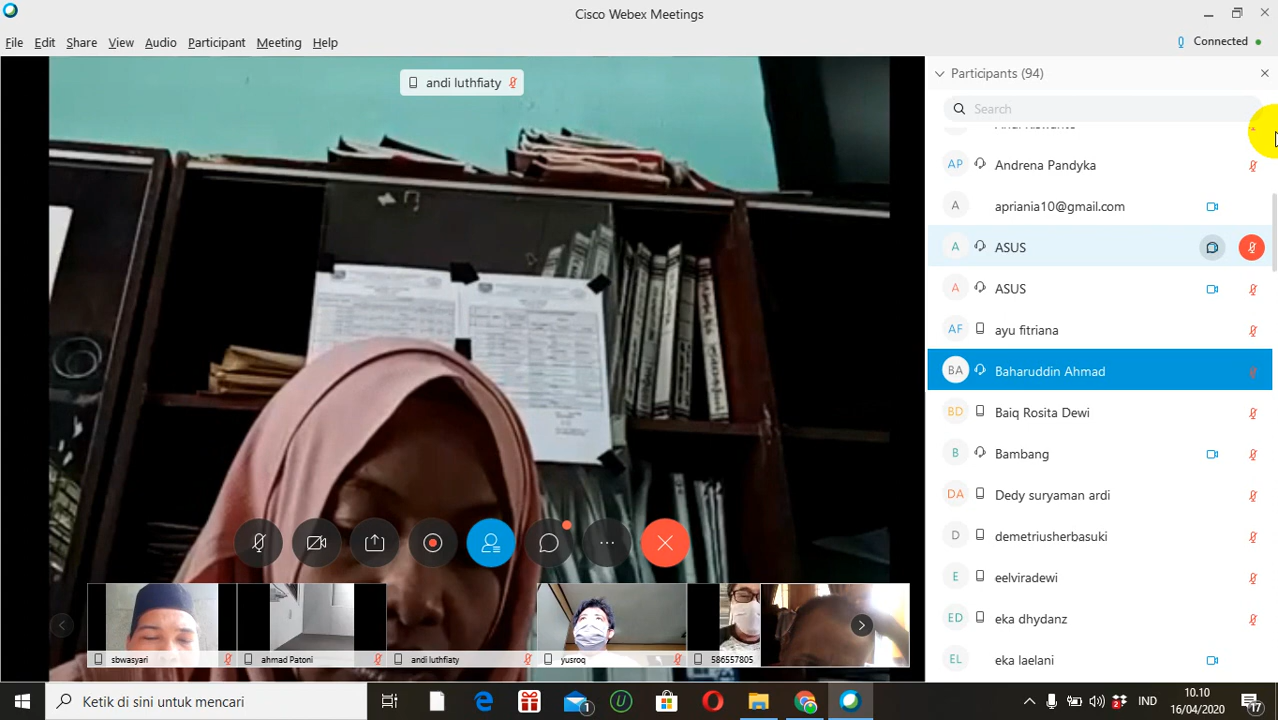 Cisco Webex Meetings
File Edit Share View Audio Participant Meeting Help
Connected
andi luthfiaty
Participants (94)
Search
AP Andrena Pandyka
A apriania10@gmail.com
A ASUS
A ASUS
AF ayu fitriana
BA Baharuddin Ahmad
BD Baiq Rosita Dewi
B Bambang
DA Dedy suryaman ardi
D demetriusherbasuki
E eelviradewi
ED eka dhydanz
EL eka laelani
sbwasyari
ahmad Patoni
andi luthfiaty
yusroq
586557805
Ketik di sini untuk mencari
1
2
IND
10.10
16/04/2020
17